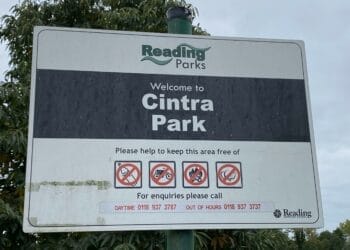 Reading
Parks
Welcome to
Cintra
Park
Please help to keep this area free of
For enquiries please call
DAYTIME 0118 937 3787 OUT OF HOURS 0118 937 3737
Reading